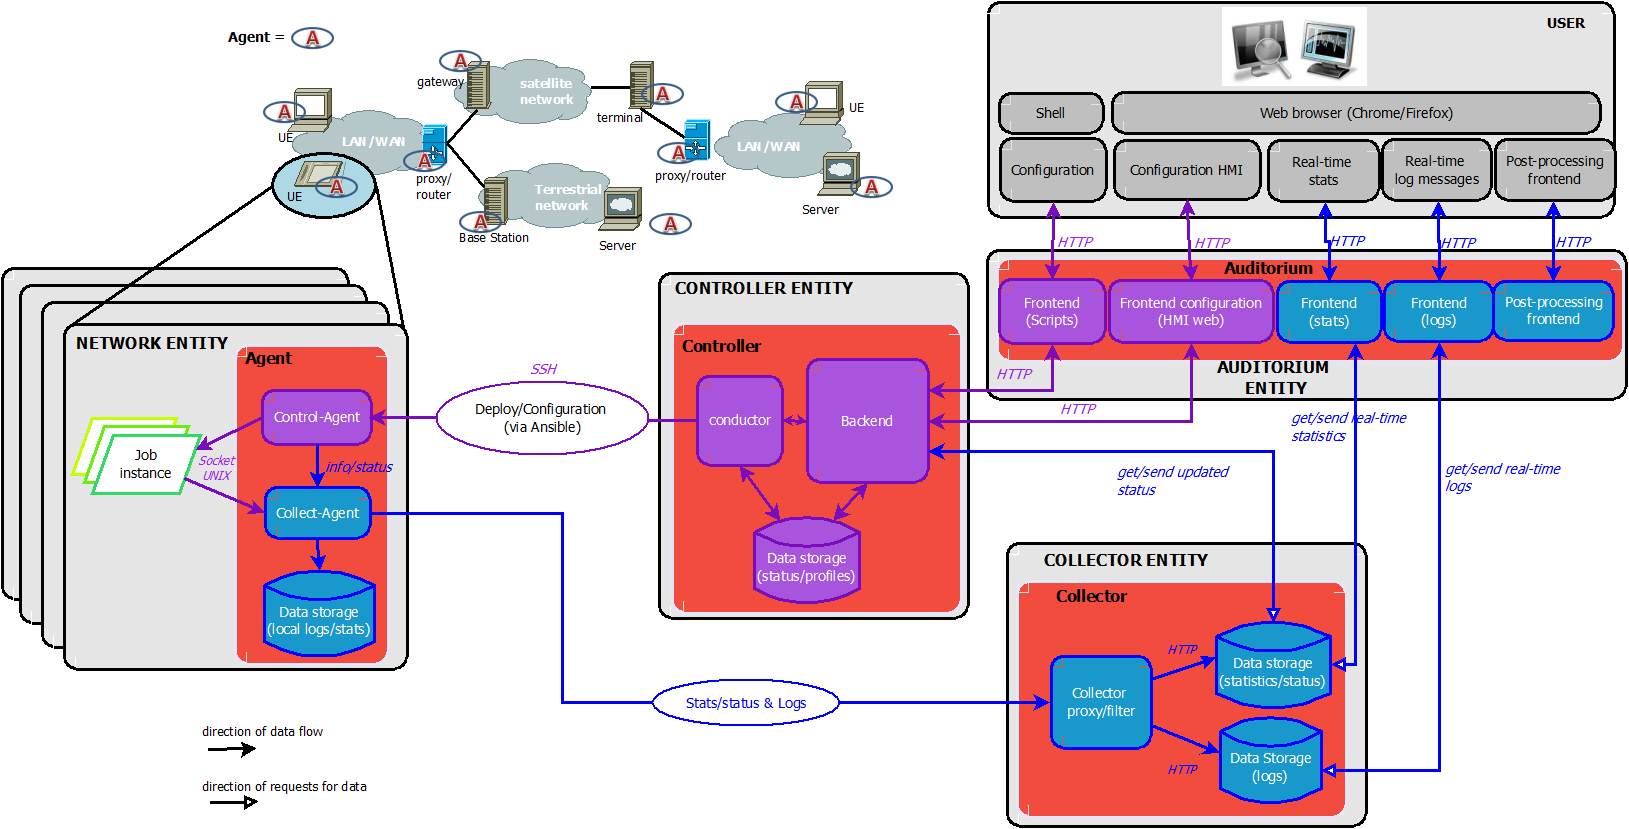 Agent =
A
A
gateway
satellite
network
A
terminal
A
UE
A
UE
LAN/WAN
A
proxy/
router
A
proxy/router
LAN/WAN
A
Server
UE
A
Terrestrial
network
A
Base Station
Server
A
USER
Shell
Web browser (Chrome/Firefox)
Configuration
Configuration HMI
Real-time
stats
Real-time
log messages
Post-processing
frontend
HTTP
HTTP
HTTP
HTTP
HTTP
Auditorium
Frontend
(Scripts)
Frontend configuration
(HMI web)
Frontend
(stats)
Frontend
(logs)
Post-processing
frontend
AUDITORIUM
ENTITY
HTTP
HTTP
get/send real-time
statistics
get/send updated
status
get/send real-time
logs
CONTROLLER ENTITY
Controller
conductor
Backend
Data storage
(status/profiles)
SSH
Deploy/Configuration
(via Ansible)
NETWORK ENTITY
Agent
Control-Agent
Job
instance
Socket
UNIX
info/status
Collect-Agent
Data storage
(local logs/stats)
Stats/status & Logs
COLLECTOR ENTITY
Collector
Collector
proxy/filter
HTTP
HTTP
Data storage
(statistics/status)
Data Storage
(logs)
direction of data flow
direction of requests for data